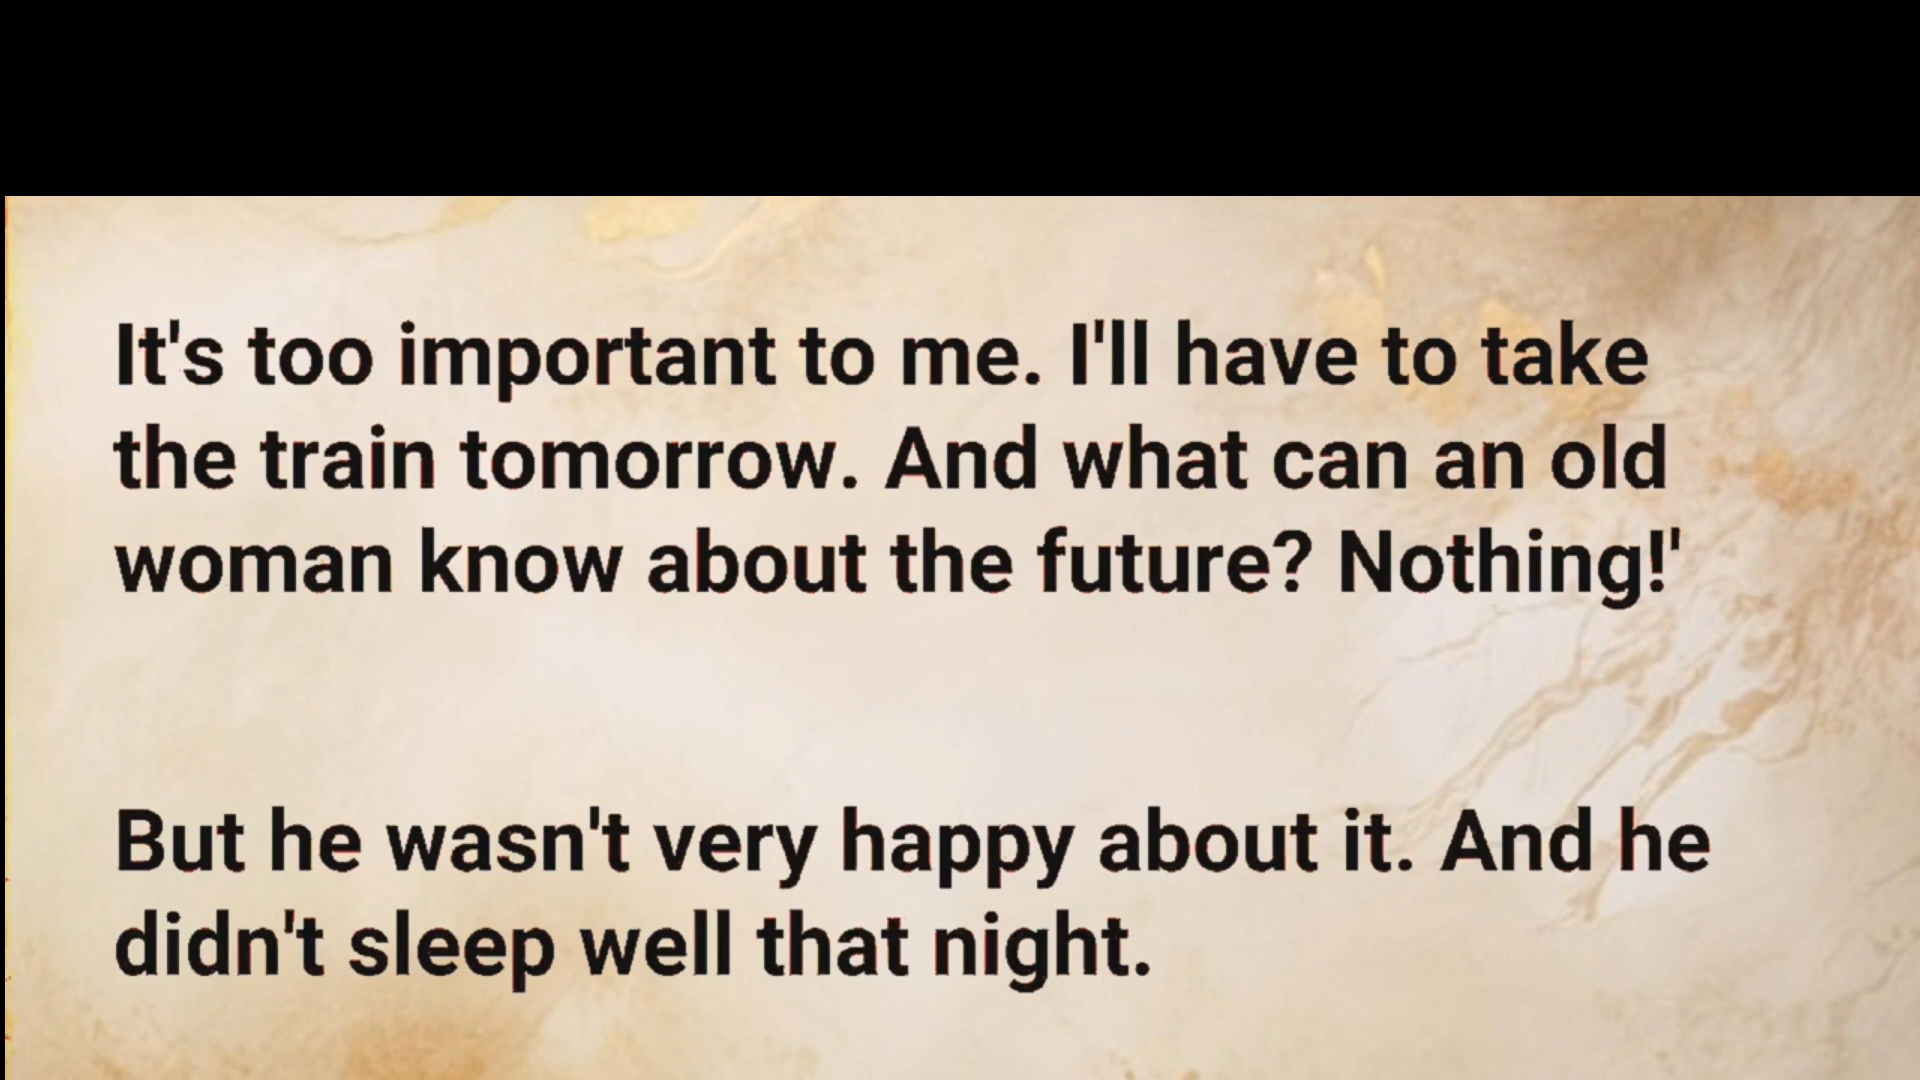 It's too important to me. I'll have to take
the train tomorrow. And what can an old
woman know about the future? Nothing!'
But he wasn't very happy about it. And he
didn't sleep well that night.